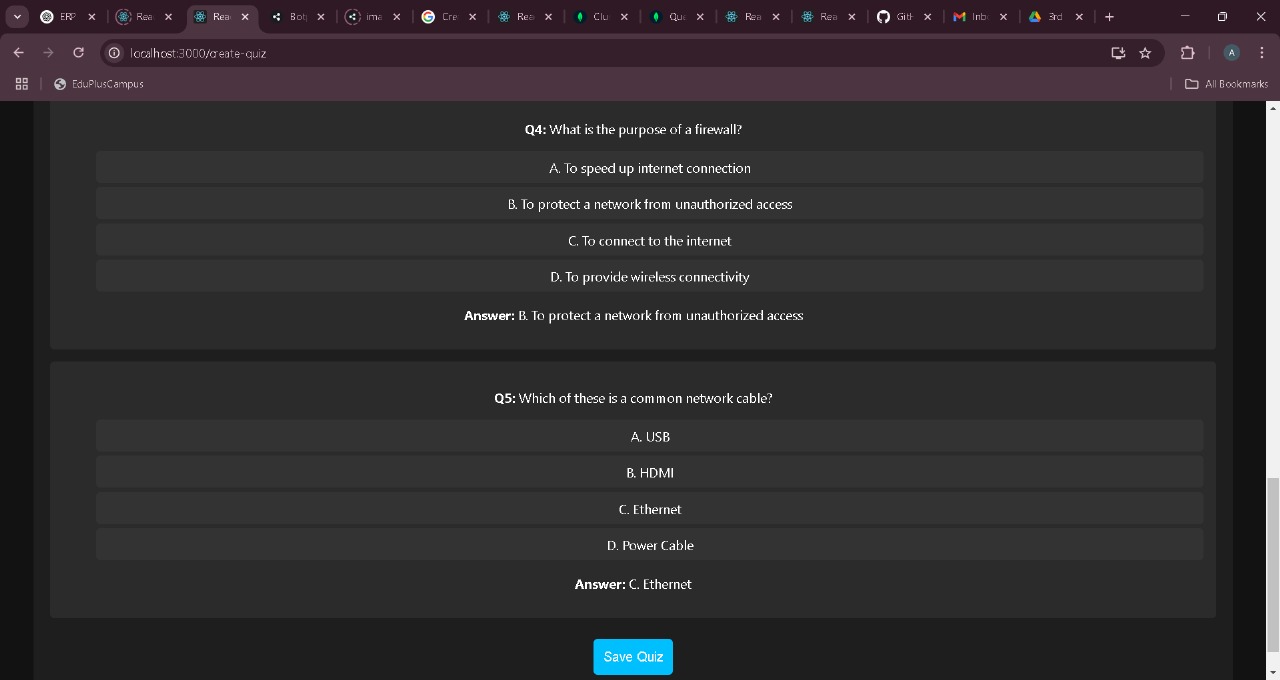 ERP
Rea
Rea
Bot
ima
Cre
Rea
Clu
Que
Rea
Rea
GitH
Inb
3rd
localhost:3000/create-quiz
A
EduPlusCampus
All Bookmarks
Q4: What is the purpose of a firewall?
A. To speed up internet connection
B. To protect a network from unauthorized access
C. To connect to the internet
D. To provide wireless connectivity
Answer: B. To protect a network from unauthorized access
Q5: Which of these is a common network cable?
A. USB
B. HDMI
C. Ethernet
D. Power Cable
Answer: C. Ethernet
Save Quiz